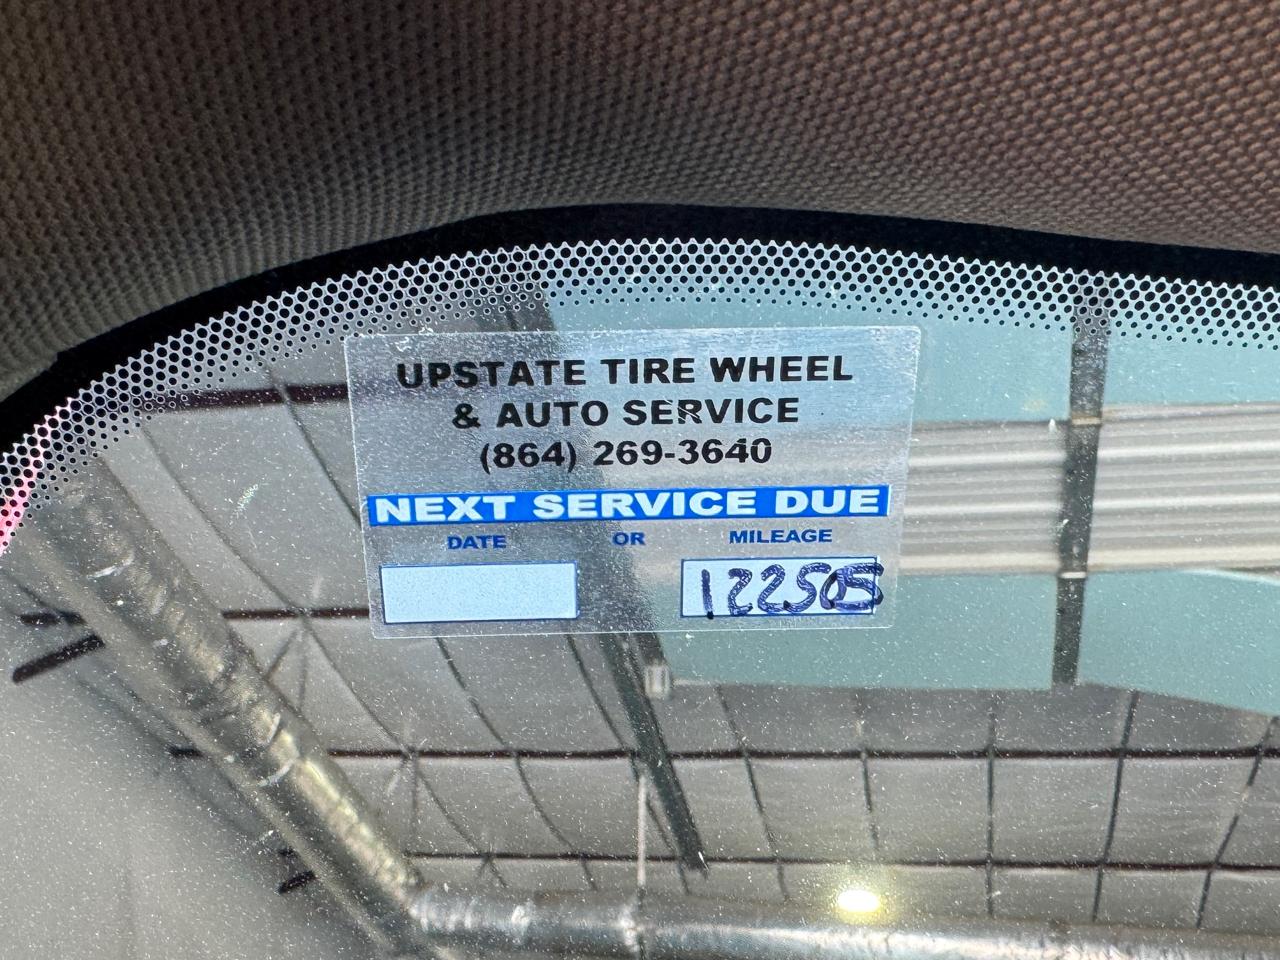 UPSTATE TIRE WHEEL
& AUTO SERVICE
(864) 269-3640
NEXT SERVICE DUE
DATE OR MILEAGE
122505